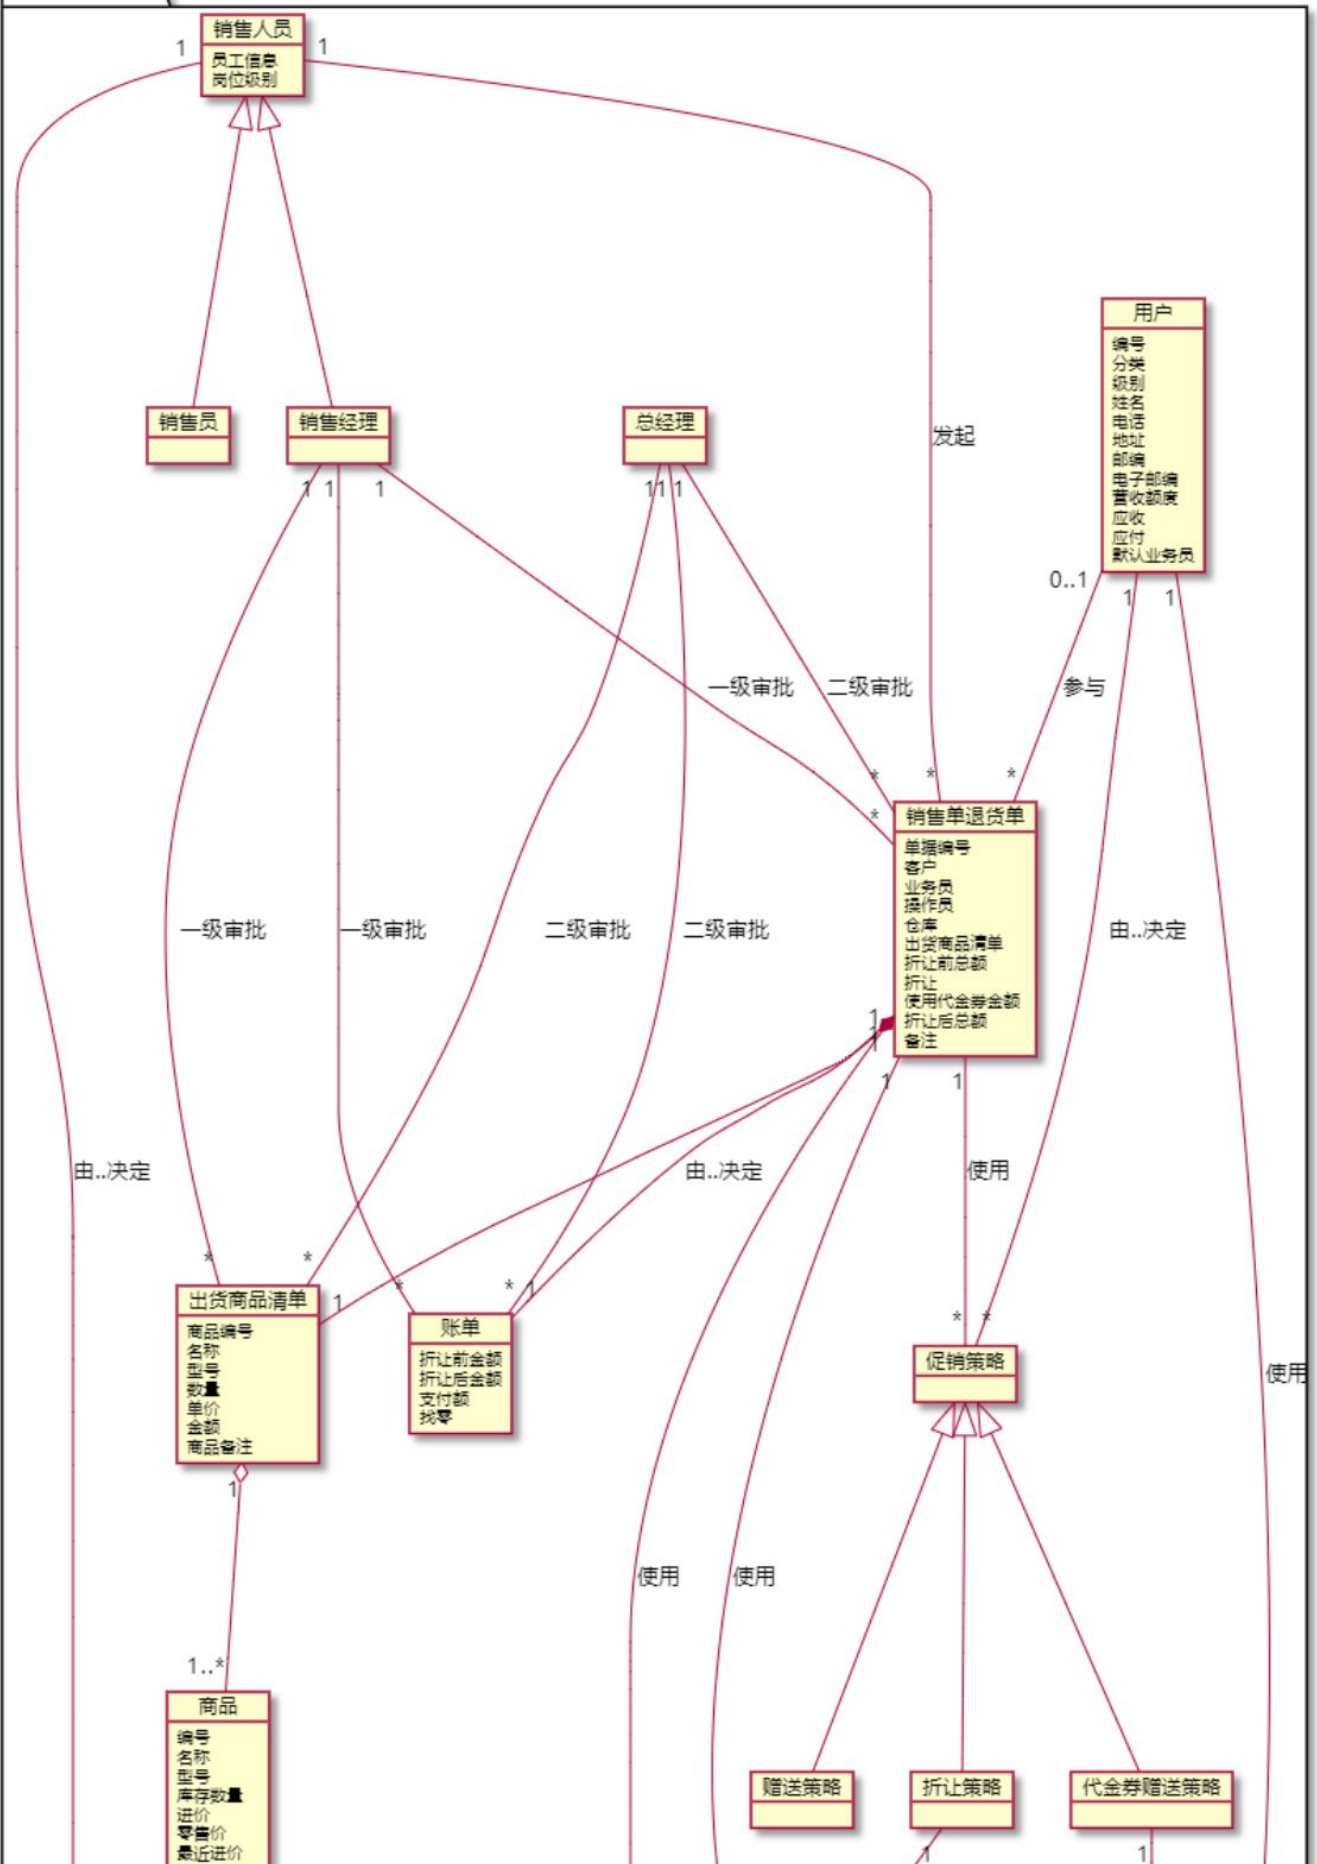 销售人员
员工信息
岗位级别
1
1
用户
编号
分类
级别
姓名
电话
地址
邮编
电子邮编
营收额度
应收
应付
默认业务员
销售员
销售经理
总经理
发起
1
1
1
1
1
1
0..1
1
1
一级审批
二级审批
参与
*
*
*
*
销售单退货单
单据编号
客户
业务员
操作员
仓库
出货商品清单
折让前总额
折让
使用代金券金额
折让后总额
备注
一级审批
一级审批
二级审批
二级审批
由..决定
1
1
1
1
1
由..决定
由..决定
使用
*
*
*
*
1
1
*
*
出货商品清单
商品编号
名称
型号
数量
单价
金额
商品备注
账单
折让前金额
折让后金额
支付额
找零
促销策略
使用
1
使用
使用
1..*
商品
编号
名称
型号
库存数量
进价
零售价
最近进价
赠送策略
折让策略
代金券赠送策略
1
1